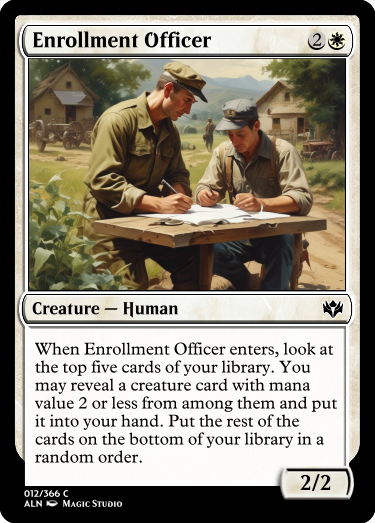 Enrollment Officer 2
Creature — Human
When Enrollment Officer enters, look at
the top five cards of your library. You
may reveal a creature card with mana
value 2 or less from among them and put
it into your hand. Put the rest of the
cards on the bottom of your library in a
random order.
2/2
012/366 C
ALN Magic Studio